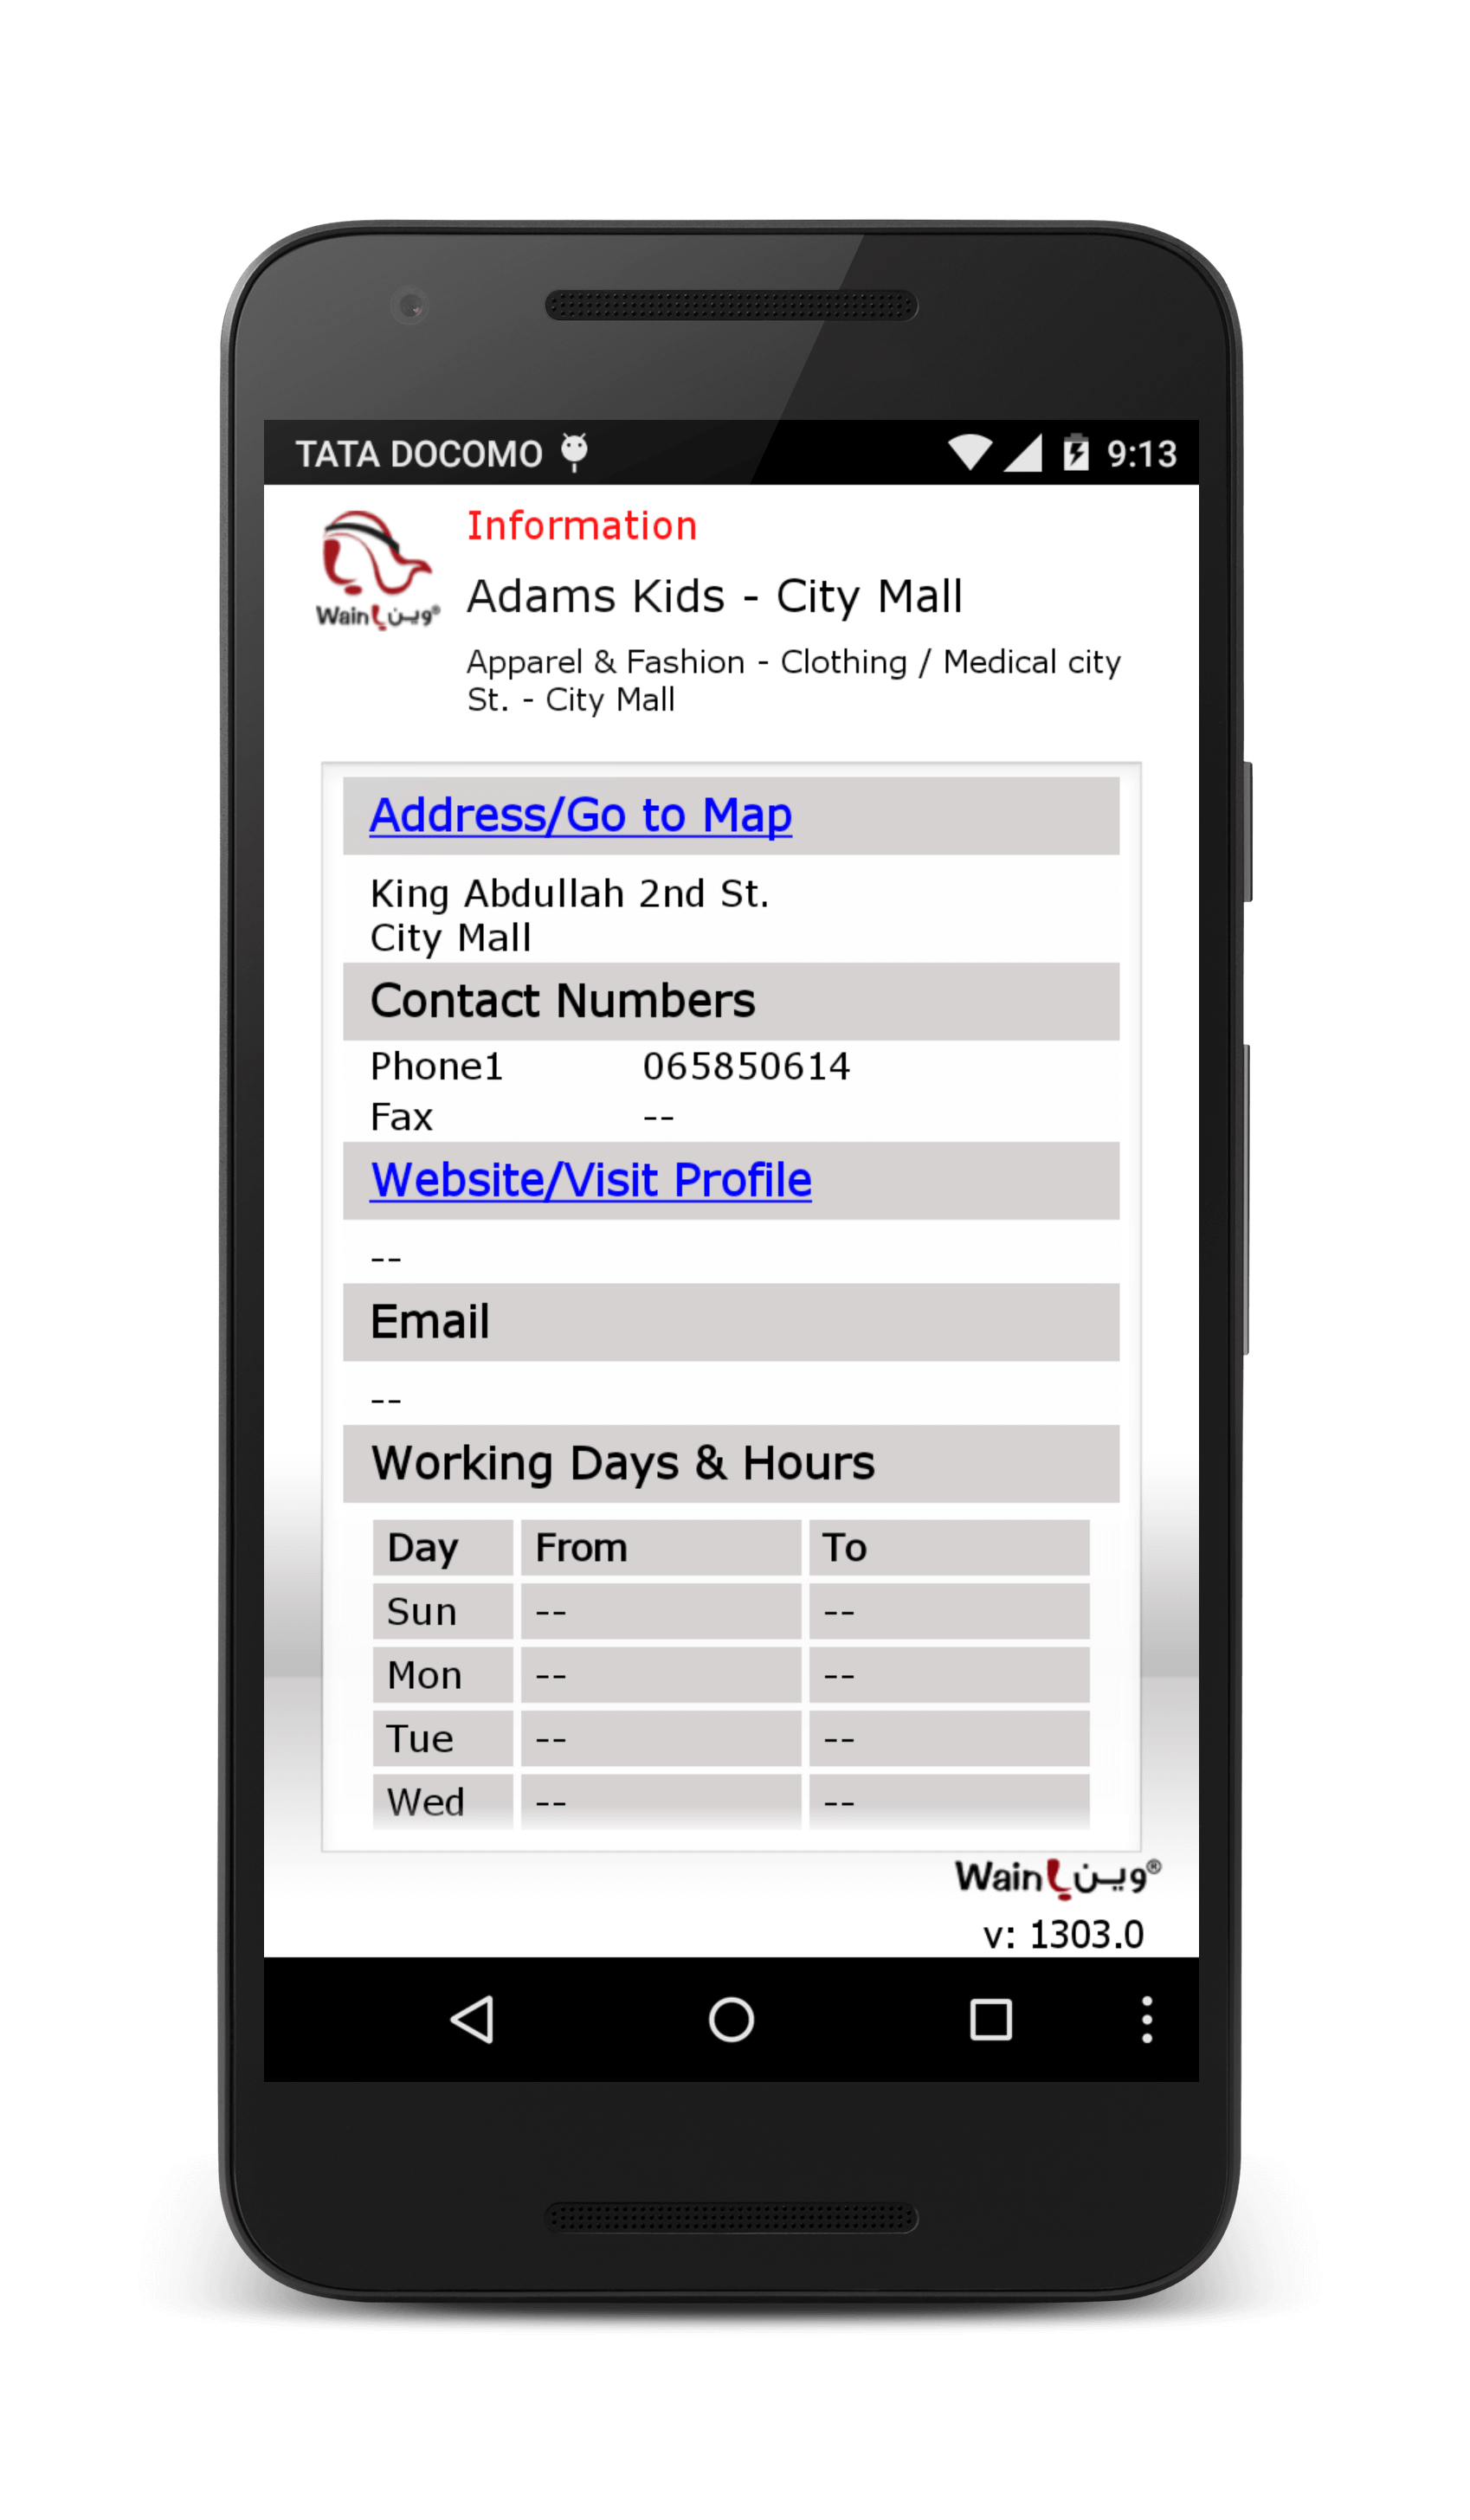 TATA DOCOMO 9:13
Information
Adams Kids - City Mall
Wain وين®
Apparel & Fashion - Clothing / Medical city
St. - City Mall
Address/Go to Map
King Abdullah 2nd St.
City Mall
Contact Numbers
Phone1 065850614
Fax --
Website/Visit Profile
--
Email
--
Working Days & Hours
Day From To
Sun -- --
Mon -- --
Tue -- --
Wed -- --
Wain وين®
v: 1303.0